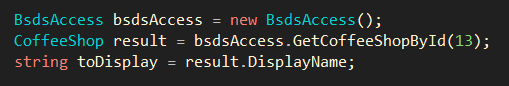 BsdsAccess bsdsAccess = new BsdsAccess();
CoffeeShop result = bsdsAccess.GetCoffeeShopById(13);
string toDisplay = result.DisplayName;